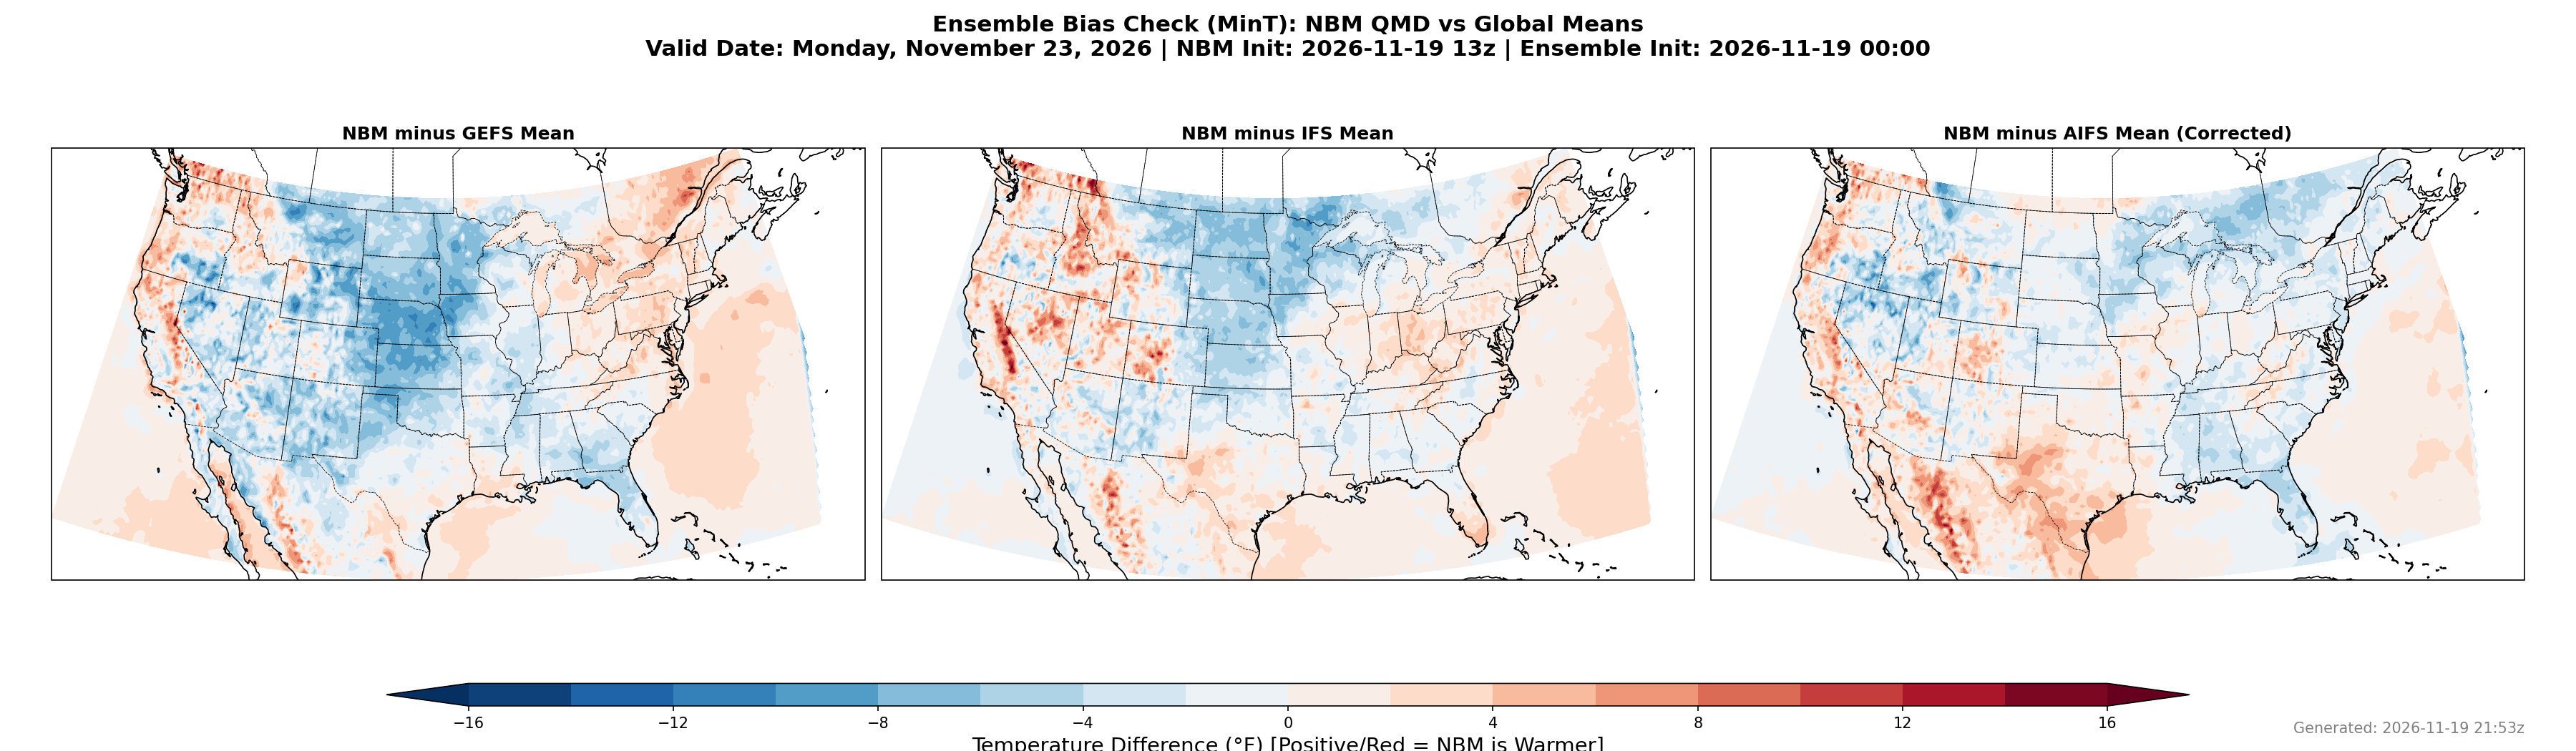 Ensemble Bias Check (MinT): NBM QMD vs Global Means
Valid Date: Monday, November 23, 2026 | NBM Init: 2026-11-19 13z | Ensemble Init: 2026-11-19 00:00
NBM minus GEFS Mean
NBM minus IFS Mean
NBM minus AIFS Mean (Corrected)
−16 −12 −8 −4 0 4 8 12 16
Temperature Difference (°F) [Positive/Red = NBM is Warmer]
Generated: 2026-11-19 21:53z